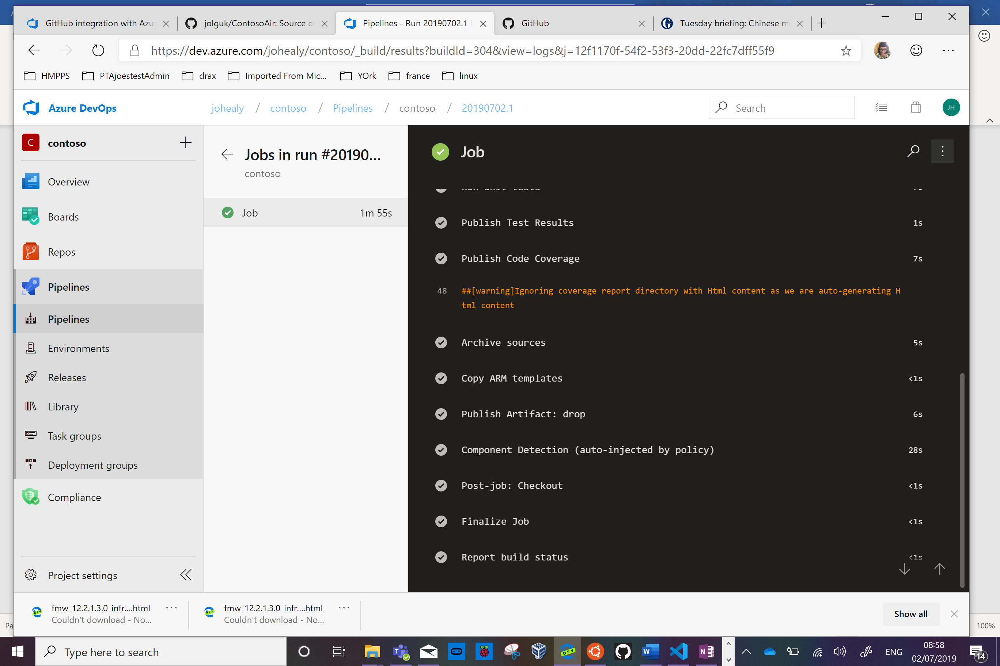 GitHub integration with Azur
jolguk/ContosoAir: Source co
Pipelines - Run 20190702.1 l
GitHub
Tuesday briefing: Chinese m
https://dev.azure.com/johealy/contoso/_build/results?buildId=304&view=logs&j=12f1170f-54f2-53f3-20dd-22fc7dff55f9
HMPPS
PTAjoestestAdmin
drax
Imported From Mic...
YOrk
france
linux
Azure DevOps
johealy / contoso / Pipelines / contoso / 20190702.1
Search
JH
C
contoso
Overview
Boards
Repos
Pipelines
Pipelines
Environments
Releases
Library
Task groups
Deployment groups
Compliance
Project settings
Jobs in run #20190...
contoso
Job 1m 55s
Job
Run unit tests
Publish Test Results 1s
Publish Code Coverage 7s
48 ##[warning]Ignoring coverage report directory with Html content as we are auto-generating H
tml content
Archive sources 5s
Copy ARM templates <1s
Publish Artifact: drop 6s
Component Detection (auto-injected by policy) 28s
Post-job: Checkout <1s
Finalize Job <1s
Report build status <1s
fmw_12.2.1.3.0_infr....html
Couldn't download - No...
fmw_12.2.1.3.0_infr....html
Couldn't download - No...
Show all
Pa
100%
Type here to search
DEV
ENG
08:58
02/07/2019
14